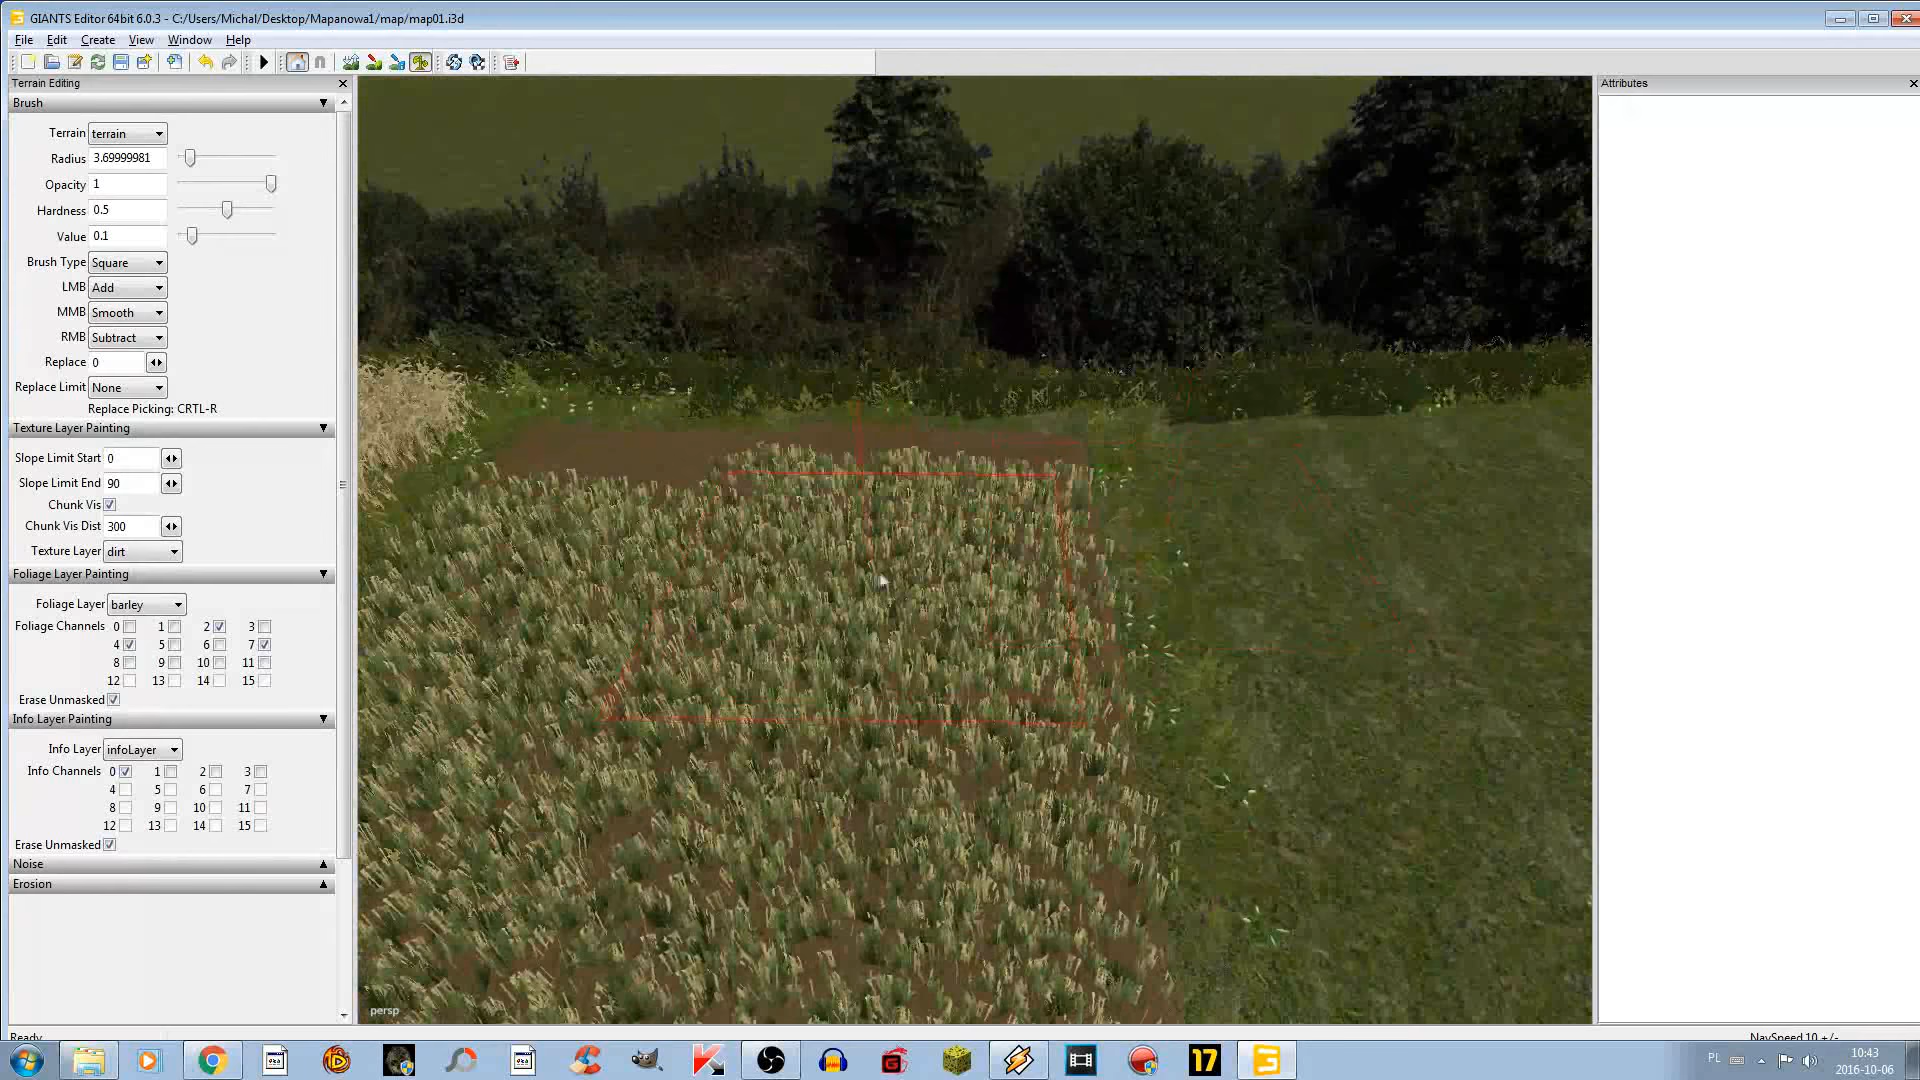 GIANTS Editor 64bit 6.0.3 - C:/Users/Michal/Desktop/Mapanowa1/map/map01.i3d
File Edit Create View Window Help
Terrain Editing
Attributes
Brush
Terrain terrain
Radius 3.69999981
Opacity 1
Hardness 0.5
Value 0.1
Brush Type Square
LMB Add
MMB Smooth
RMB Subtract
Replace 0
Replace Limit None
Replace Picking: CRTL-R
Texture Layer Painting
Slope Limit Start 0
Slope Limit End 90
Chunk Vis
Chunk Vis Dist 300
Texture Layer dirt
Foliage Layer Painting
Foliage Layer barley
Foliage Channels 0 1 2 3
4 5 6 7
8 9 10 11
12 13 14 15
Erase Unmasked
Info Layer Painting
Info Layer infoLayer
Info Channels 0 1 2 3
4 5 6 7
8 9 10 11
12 13 14 15
Erase Unmasked
Noise
Erosion
persp
Ready
NavSpeed 10 +/-
17
PL
10:43
2016-10-06